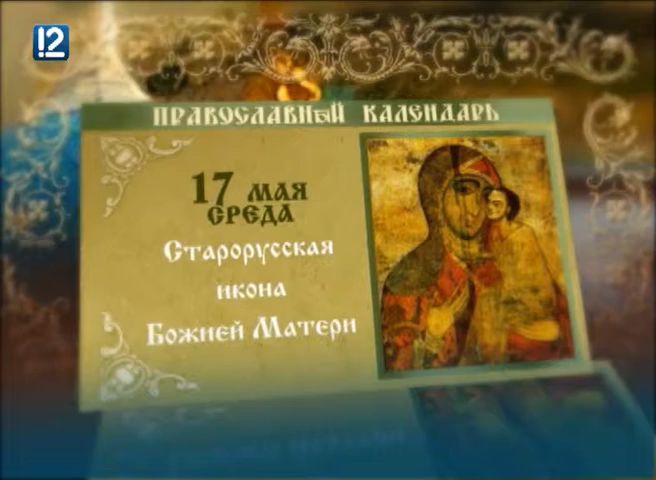 12
ПРАВОСЛАВНЫЙ КАЛЕНДАРЬ
17 МАЯ
СРЕДА
Старорусская
икона
Божией Матери